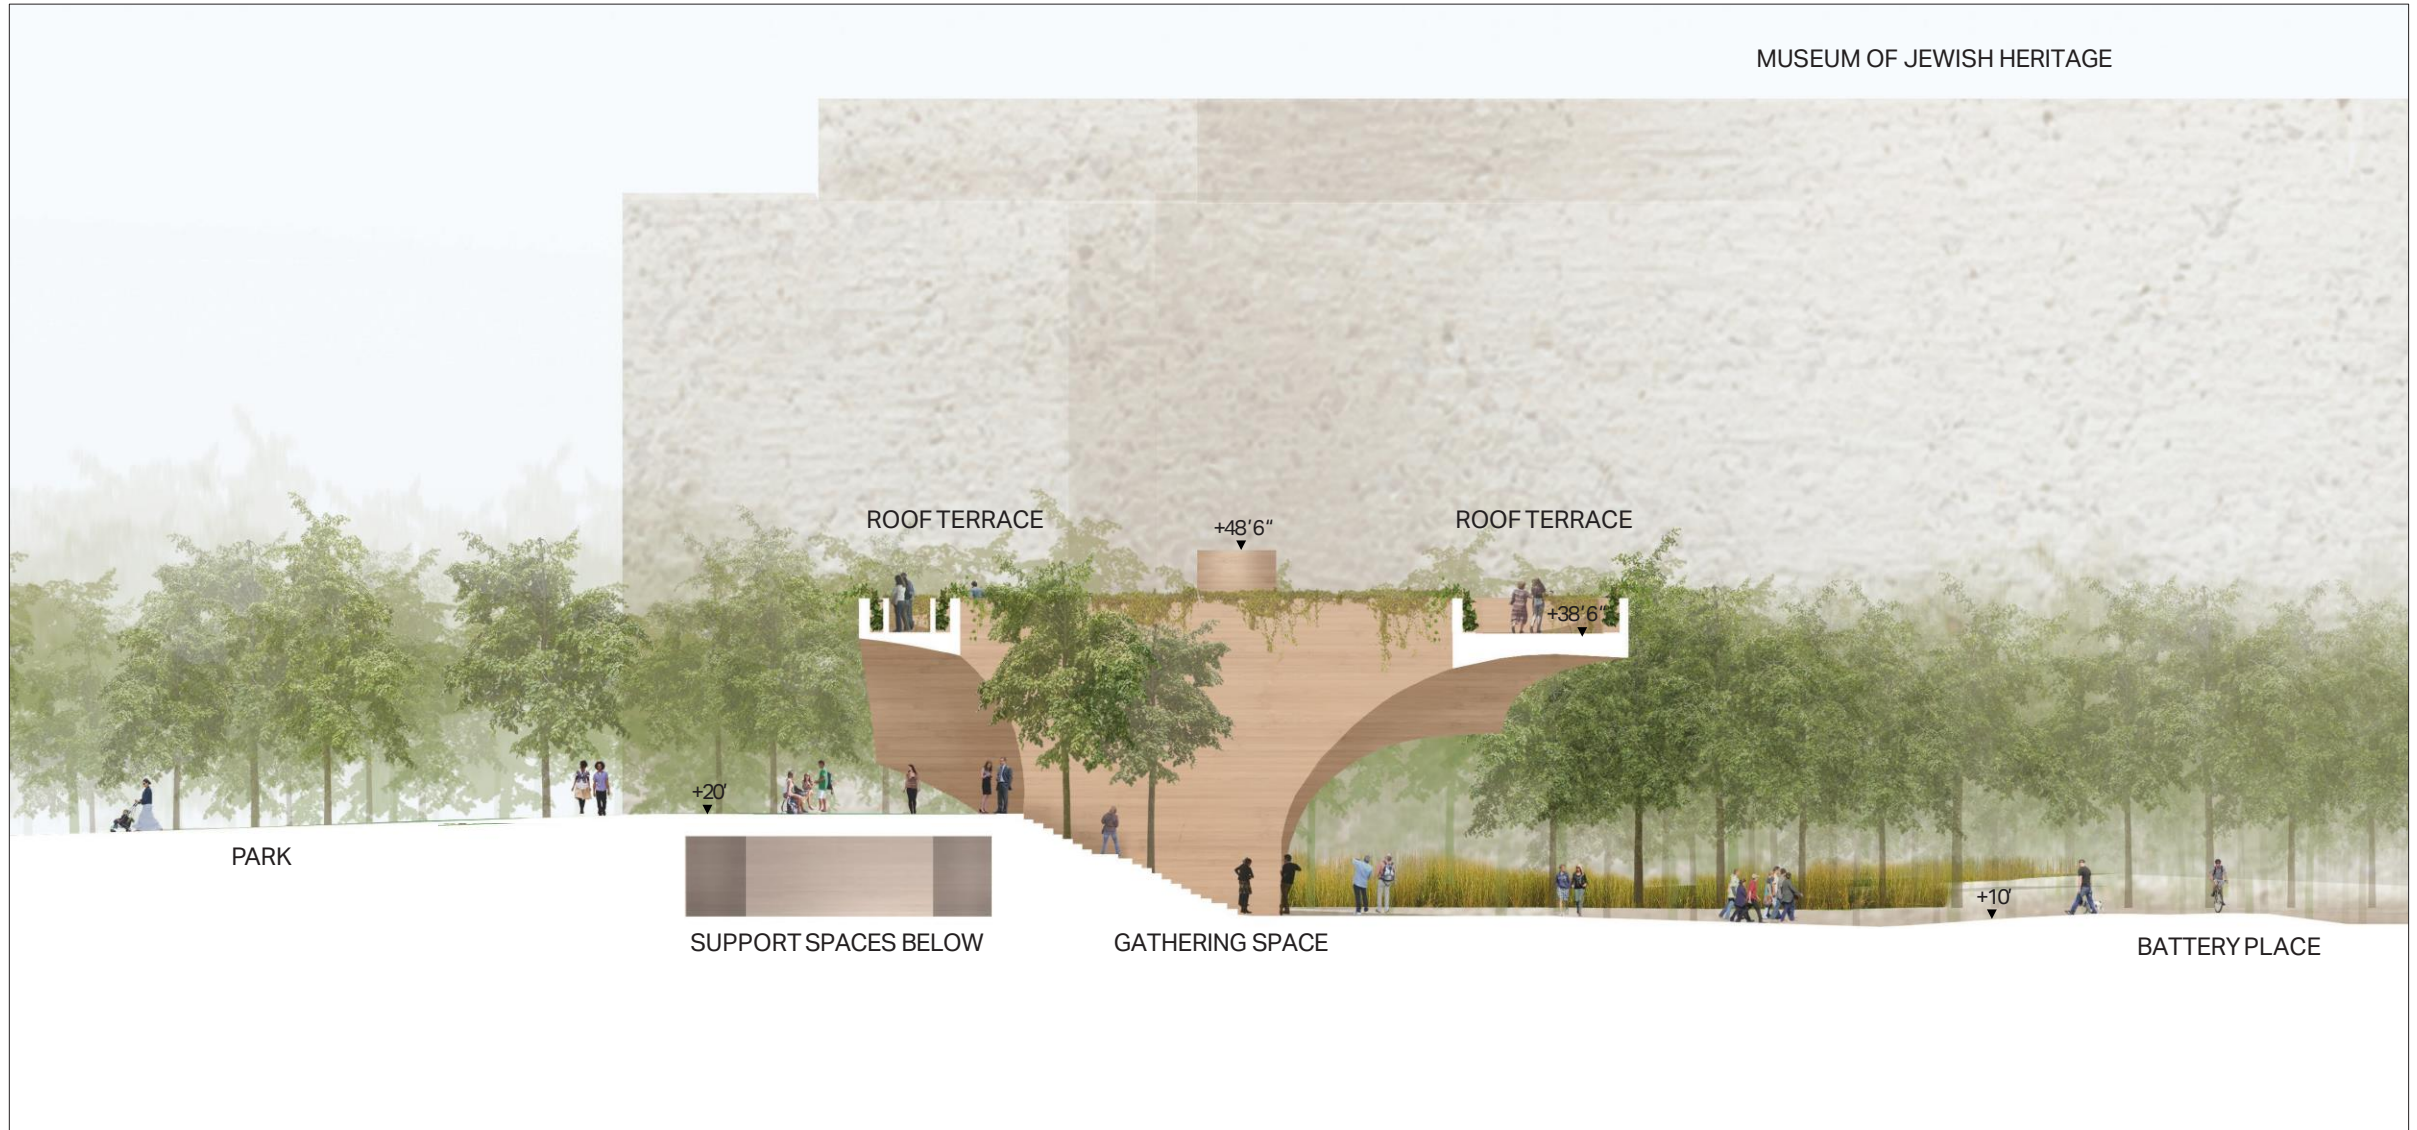 MUSEUM OF JEWISH HERITAGE
ROOF TERRACE
+48'6"
ROOF TERRACE
+38'6"
+20'
PARK
+10'
SUPPORT SPACES BELOW
GATHERING SPACE
BATTERY PLACE